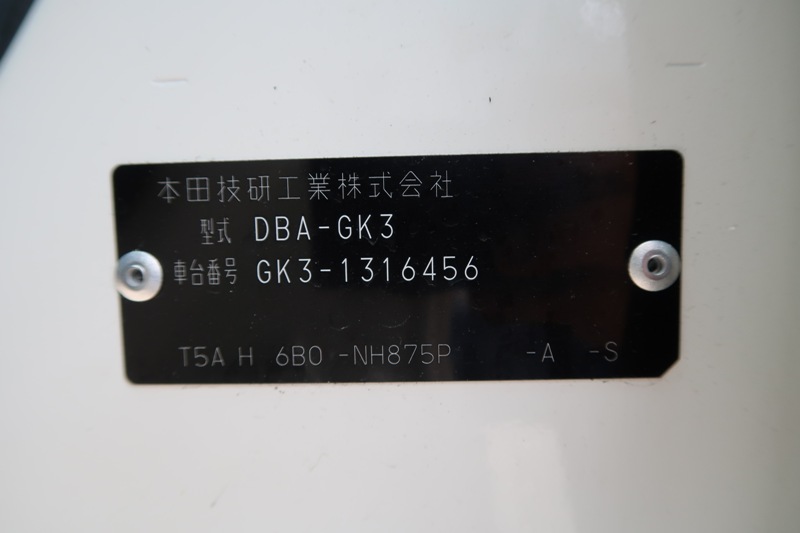 本田技研工業株式会社
型式 DBA-GK3
車台番号 GK3-1316456
T5A H 6B0 -NH875P -A -S